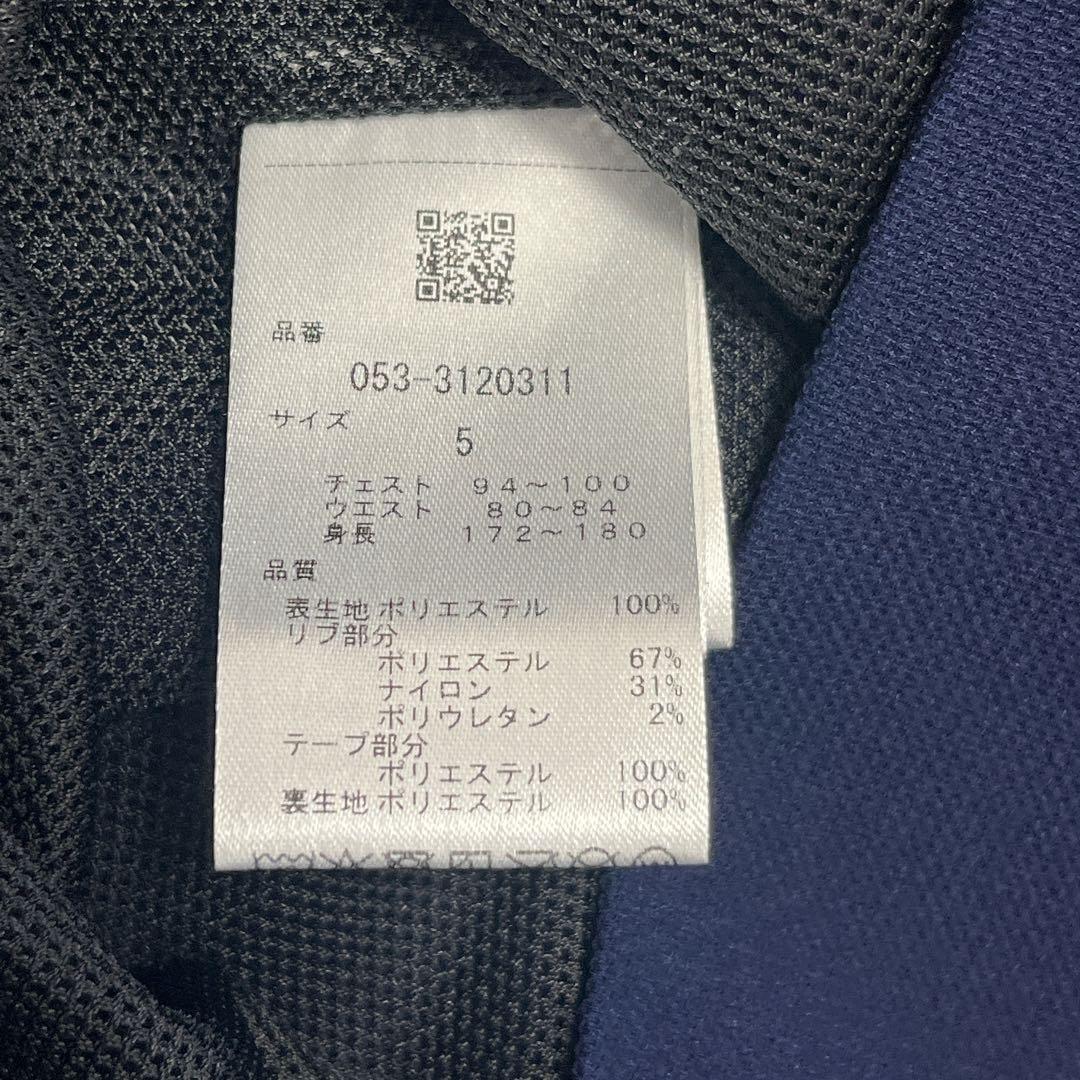 品番
053-3120311
サイズ
5
チェスト 94～100
ウエスト 80～84
身長 172～180
品質
表生地 ポリエステル 100%
リブ部分
ポリエステル 67%
ナイロン 31%
ポリウレタン 2%
テープ部分
ポリエステル 100%
裏生地 ポリエステル 100%